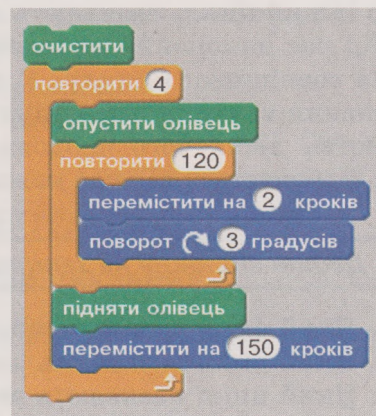 очистити
повторити 4
опустити олівець
повторити 120
перемістити на 2 кроків
поворот 3 градусів
підняти олівець
перемістити на 150 кроків